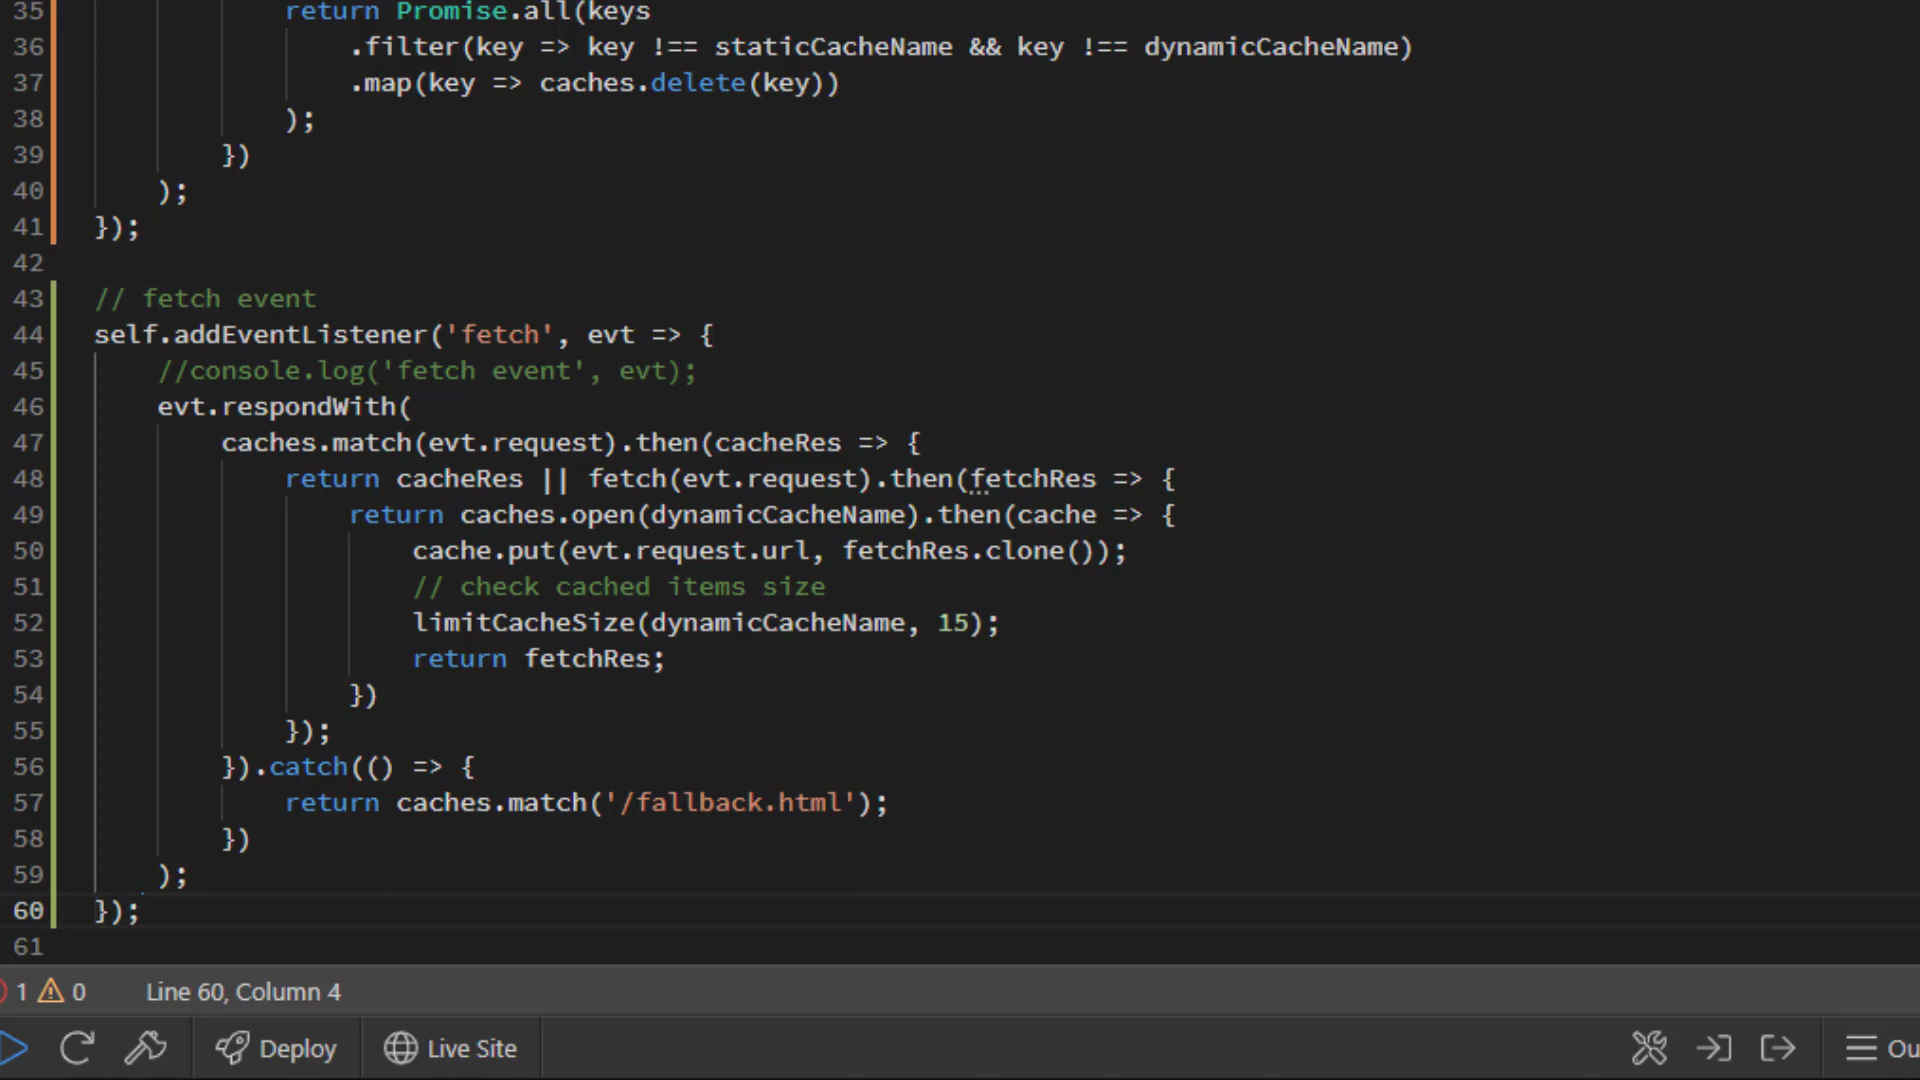 35 return Promise.all(keys
36 .filter(key => key !== staticCacheName && key !== dynamicCacheName)
37 .map(key => caches.delete(key))
38 );
39 })
40 );
41 });
42
43 // fetch event
44 self.addEventListener('fetch', evt => {
45 //console.log('fetch event', evt);
46 evt.respondWith(
47 caches.match(evt.request).then(cacheRes => {
48 return cacheRes || fetch(evt.request).then(fetchRes => {
49 return caches.open(dynamicCacheName).then(cache => {
50 cache.put(evt.request.url, fetchRes.clone());
51 // check cached items size
52 limitCacheSize(dynamicCacheName, 15);
53 return fetchRes;
54 })
55 });
56 }).catch(() => {
57 return caches.match('/fallback.html');
58 })
59 );
60 });
61
1 0 Line 60, Column 4
Deploy Live Site Ou